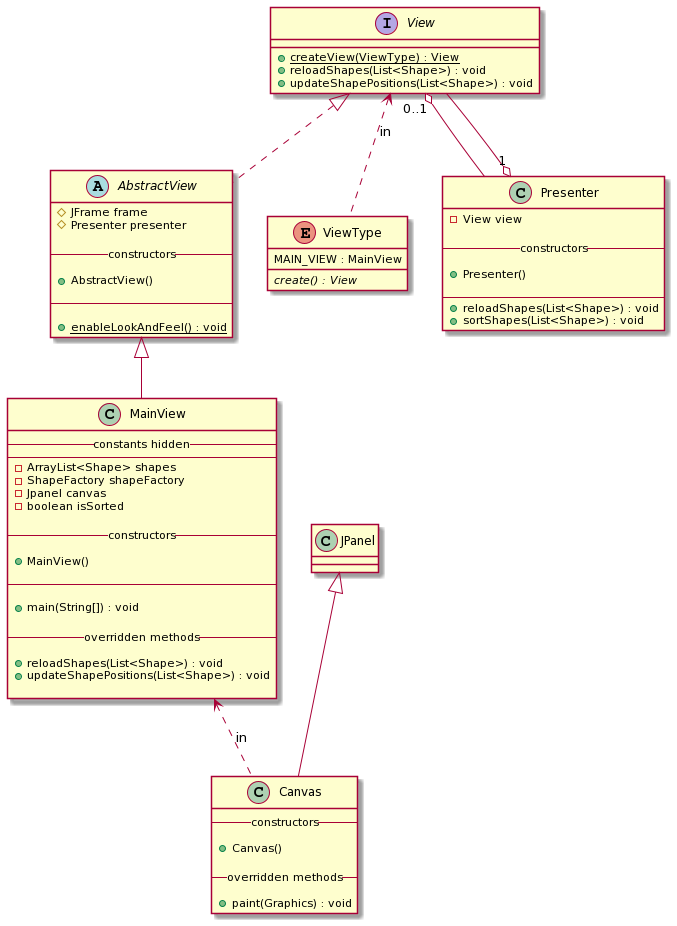 I View
createView(ViewType) : View
reloadShapes(List<Shape>) : void
updateShapePositions(List<Shape>) : void
0..1
in
1
A AbstractView
JFrame frame
Presenter presenter
constructors
AbstractView()
enableLookAndFeel() : void
E ViewType
MAIN_VIEW : MainView
create() : View
C Presenter
View view
constructors
Presenter()
reloadShapes(List<Shape>) : void
sortShapes(List<Shape>) : void
C MainView
constants hidden
ArrayList<Shape> shapes
ShapeFactory shapeFactory
Jpanel canvas
boolean isSorted
constructors
MainView()
main(String[]) : void
overridden methods
reloadShapes(List<Shape>) : void
updateShapePositions(List<Shape>) : void
C JPanel
in
C Canvas
constructors
Canvas()
overridden methods
paint(Graphics) : void